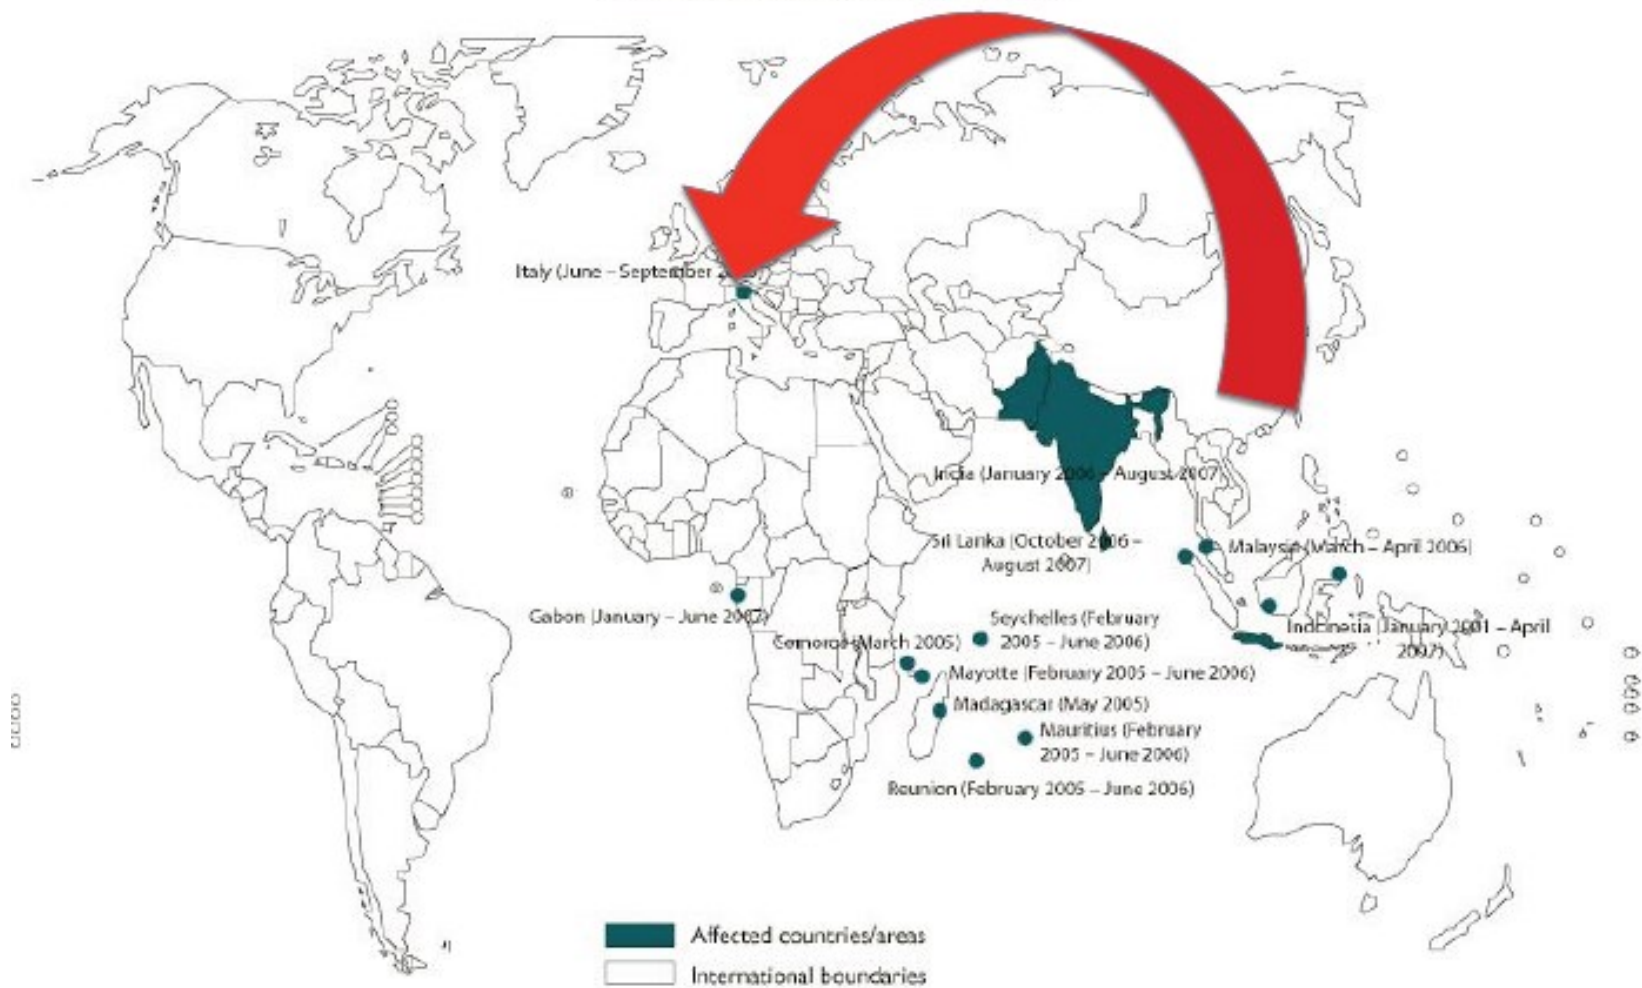 Italy (June – September
India (January 2006 – August 2007)
Sri Lanka (October 2006 –
August 2007)
Malaysia (March – April 2006)
Gabon (January – June 2007)
Seychelles (February
2005 – June 2006)
Indonesia (January 2001 – April
2007)
Comoros (March 2005)
Mayotte (February 2005 – June 2006)
Madagascar (May 2005)
Mauritius (February
2005 – June 2006)
Reunion (February 2005 – June 2006)
Affected countries/areas
International boundaries